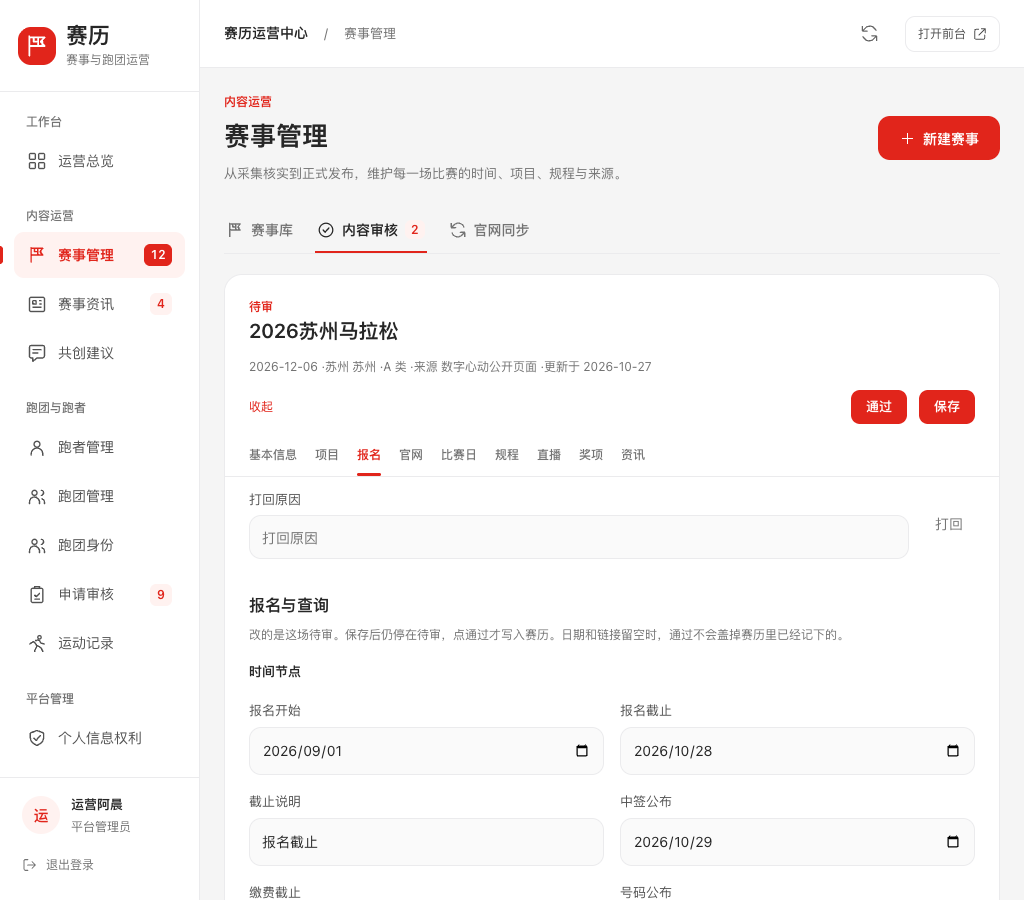 赛历
赛事与跑团运营
工作台
运营总览
内容运营
赛事管理 12
赛事资讯 4
共创建议
跑团与跑者
跑者管理
跑团管理
跑团身份
申请审核 9
运动记录
平台管理
个人信息权利
运 运营阿晨
平台管理员
退出登录
赛历运营中心 / 赛事管理
打开前台
内容运营
赛事管理
从采集核实到正式发布，维护每一场比赛的时间、项目、规程与来源。
新建赛事
赛事库 内容审核 2 官网同步
待审
2026苏州马拉松
2026-12-06 ·苏州 苏州 ·A 类 ·来源 数字心动公开页面 ·更新于 2026-10-27
收起 通过 保存
基本信息 项目 报名 官网 比赛日 规程 直播 奖项 资讯
打回原因
打回原因 打回
报名与查询
改的是这场待审。保存后仍停在待审，点通过才写入赛历。日期和链接留空时，通过不会盖掉赛历里已经记下的。
时间节点
报名开始 报名截止
2026/09/01 2026/10/28
截止说明 中签公布
报名截止 2026/10/29
缴费截止 号码公布